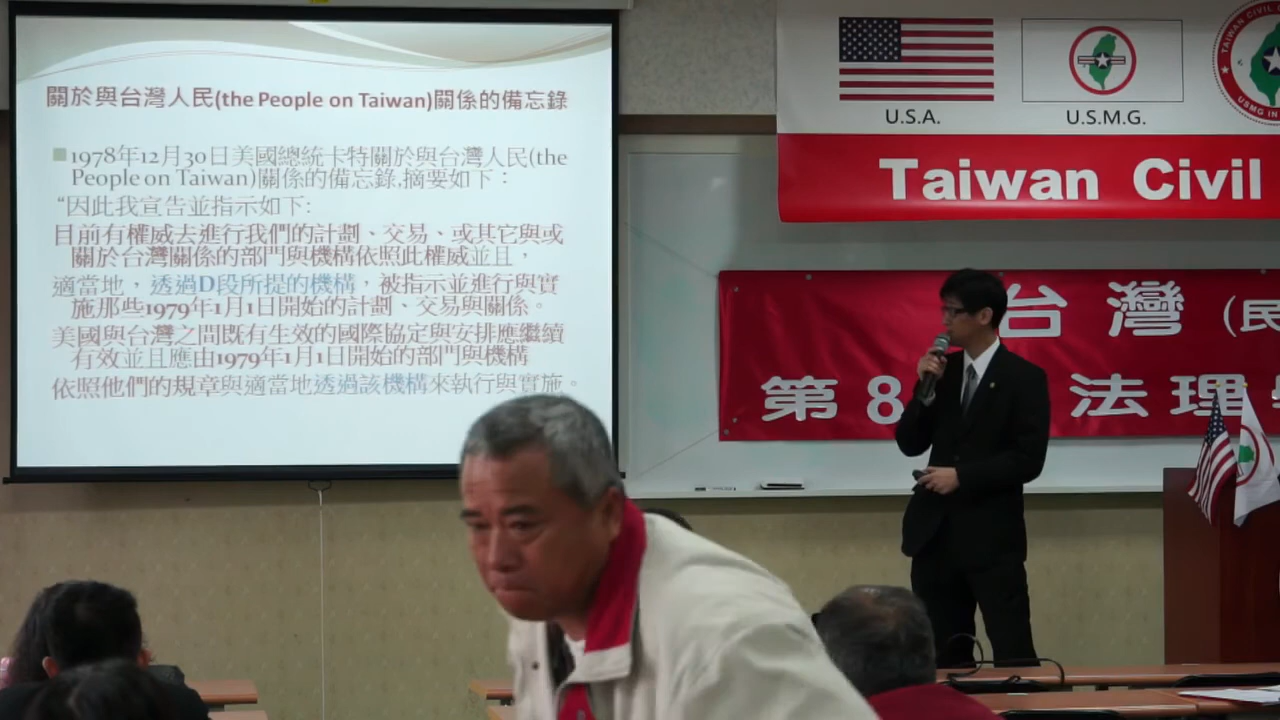 關於與台灣人民(the People on Taiwan)關係的備忘錄
1978年12月30日美國總統卡特關於與台灣人民(the
People on Taiwan)關係的備忘錄,摘要如下：
“因此我宣告並指示如下:
目前有權威去進行我們的計劃、交易、或其它與或
關於台灣關係的部門與機構依照此權威並且，
適當地，透過D段所提的機構，被指示並進行與實
施那些1979年1月1日開始的計劃、交易與關係。
美國與台灣之間既有生效的國際協定與安排應繼續
有效並且應由1979年1月1日開始的部門與機構
依照他們的規章與適當地透過該機構來執行與實施。
U.S.A.
U.S.M.G.
TAIWAN CIVIL
USMG IN
Taiwan Civil
台灣(民
第8 法理